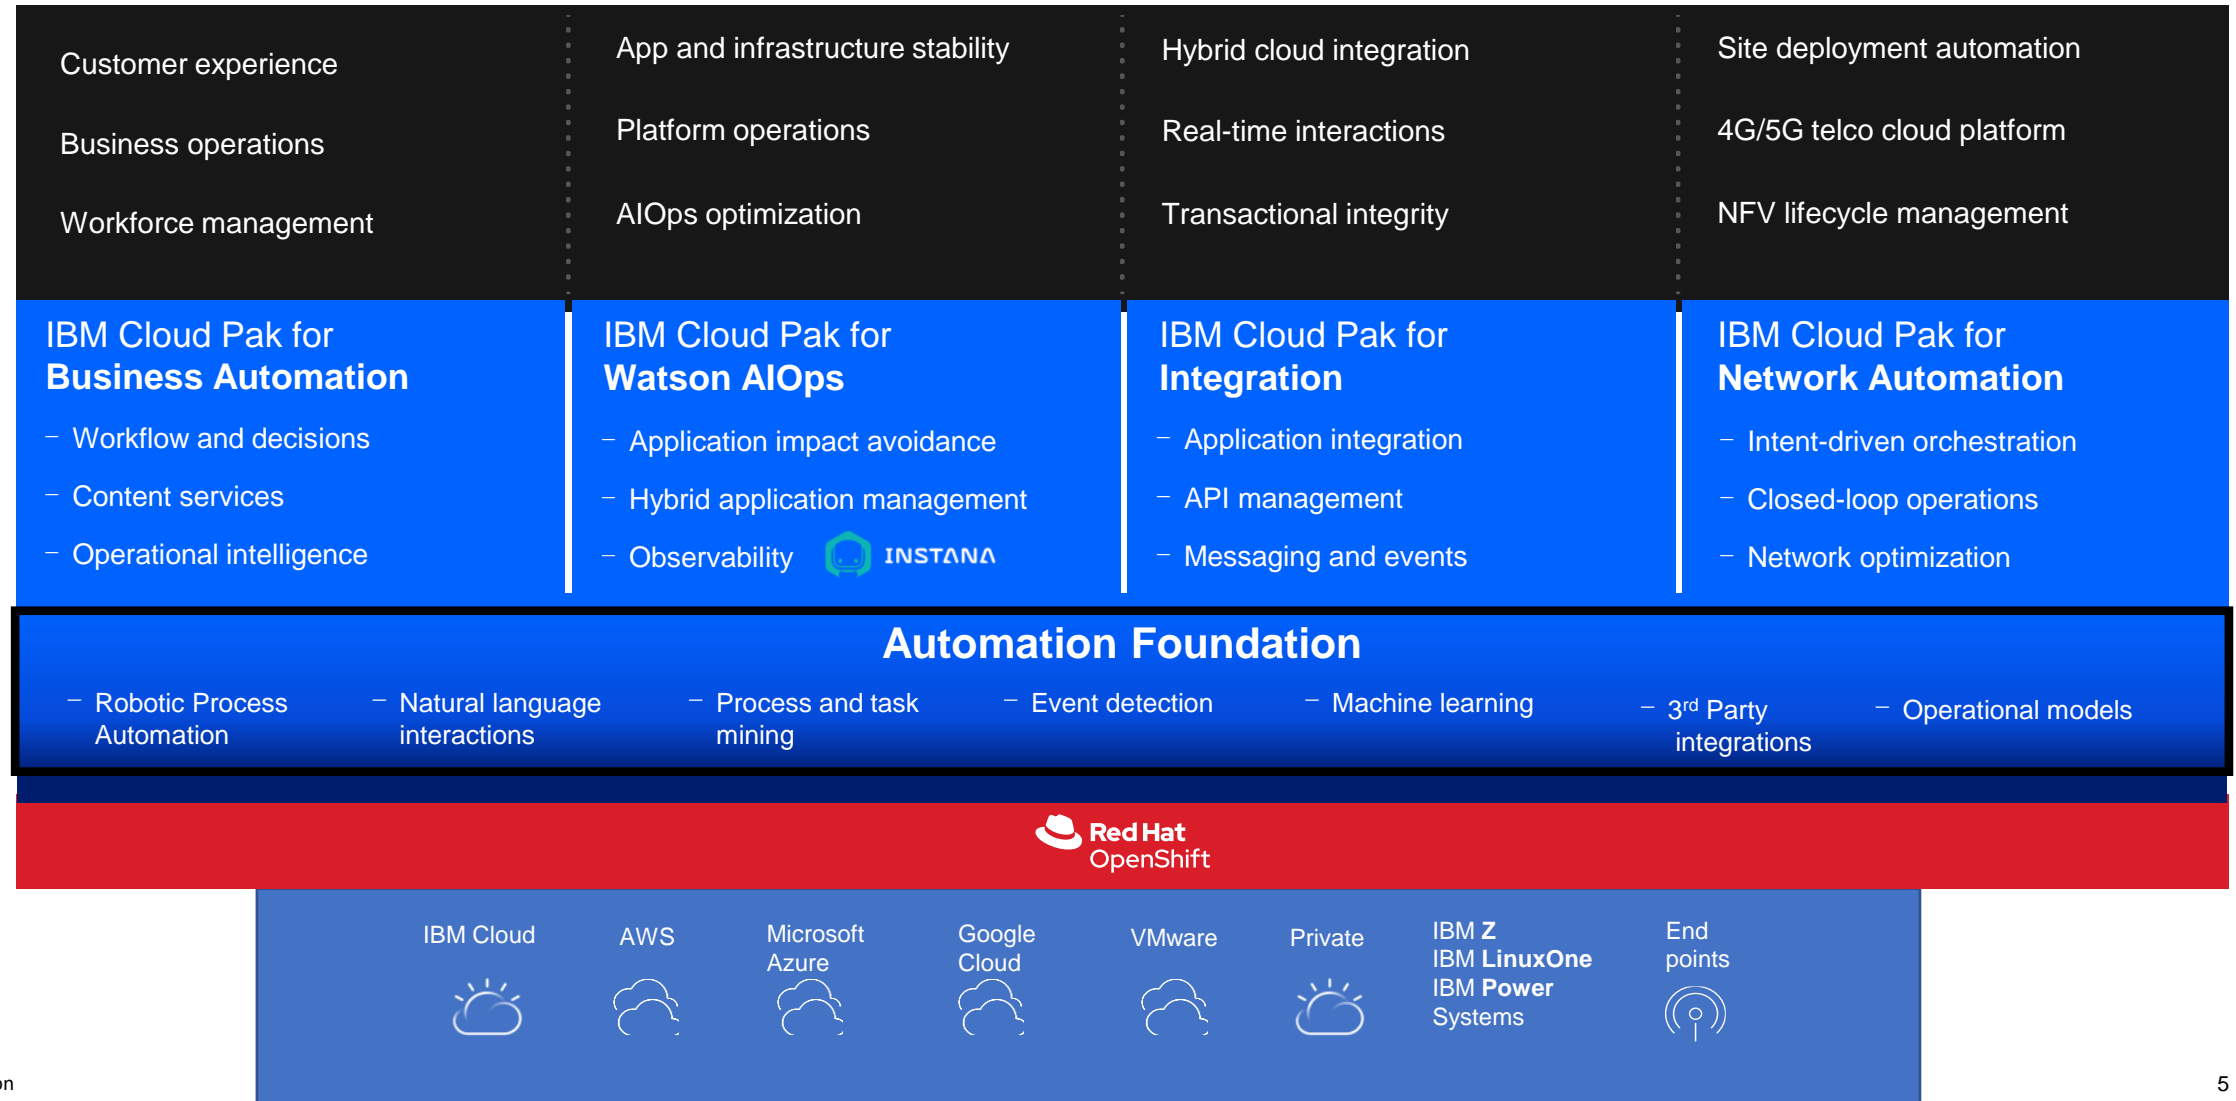 Customer experience
Business operations
Workforce management
App and infrastructure stability
Platform operations
AIOps optimization
Hybrid cloud integration
Real-time interactions
Transactional integrity
Site deployment automation
4G/5G telco cloud platform
NFV lifecycle management
IBM Cloud Pak for
Business Automation
– Workflow and decisions
– Content services
– Operational intelligence
IBM Cloud Pak for
Watson AIOps
– Application impact avoidance
– Hybrid application management
– Observability INSTANA
IBM Cloud Pak for
Integration
– Application integration
– API management
– Messaging and events
IBM Cloud Pak for
Network Automation
– Intent-driven orchestration
– Closed-loop operations
– Network optimization
Automation Foundation
– Robotic Process
Automation
– Natural language
interactions
– Process and task
mining
– Event detection
– Machine learning
– 3rd Party
integrations
– Operational models
Red Hat
OpenShift
IBM Cloud
AWS
Microsoft
Azure
Google
Cloud
VMware
Private
IBM Z
IBM LinuxOne
IBM Power
Systems
End
points
on
5